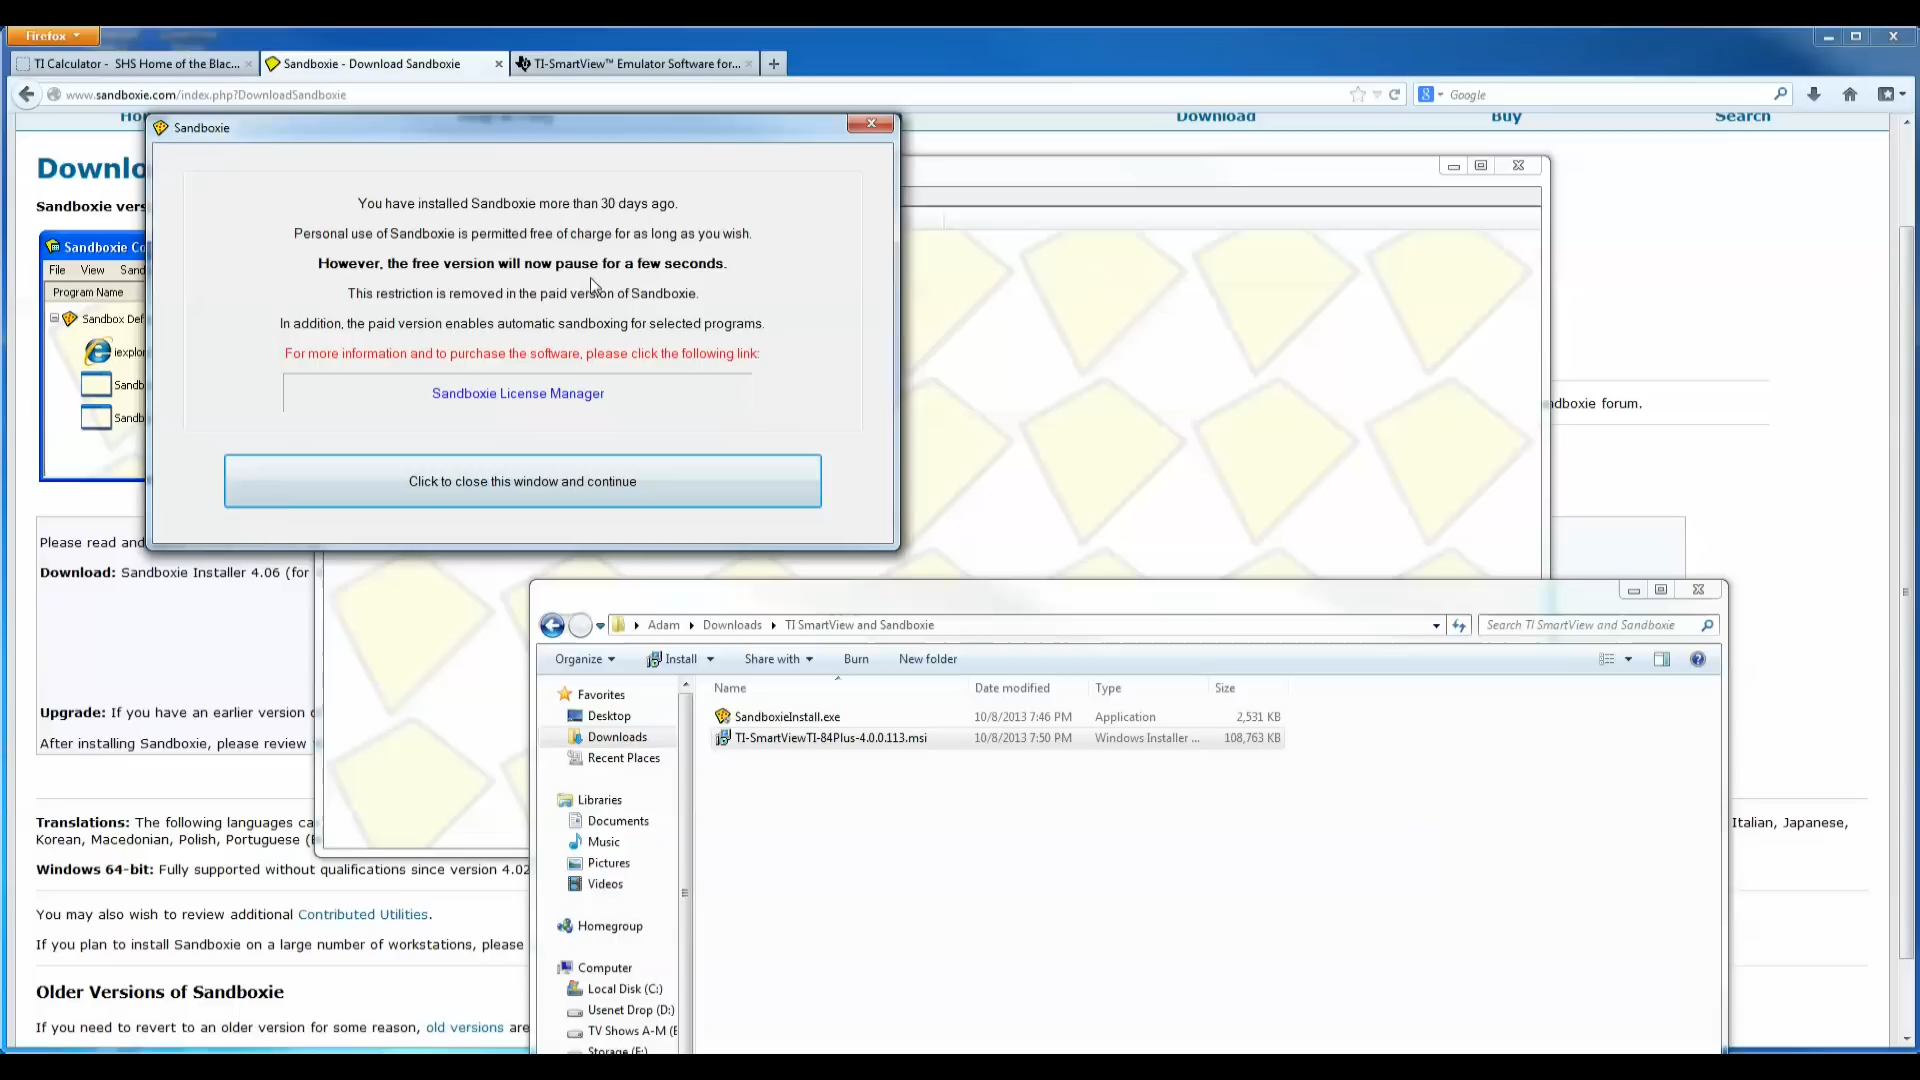 Firefox
TI Calculator - SHS Home of the Blac...
Sandboxie - Download Sandboxie
TI-SmartView™ Emulator Software for...
www.sandboxie.com/index.php?DownloadSandboxie
Google
Download
Buy
Search
Sandboxie
You have installed Sandboxie more than 30 days ago.
Personal use of Sandboxie is permitted free of charge for as long as you wish.
However, the free version will now pause for a few seconds.
This restriction is removed in the paid version of Sandboxie.
In addition, the paid version enables automatic sandboxing for selected programs.
For more information and to purchase the software, please click the following link:
Sandboxie License Manager
Click to close this window and continue
Ho
Downlo
Sandboxie vers
Sandboxie Co
File View Sand
Program Name
Sandbox Def
iexplor
Sandb
Sandb
ndboxie forum.
Please read and
Download: Sandboxie Installer 4.06 (for
Upgrade: If you have an earlier version o
After installing Sandboxie, please review
Translations: The following languages ca
Italian, Japanese,
Korean, Macedonian, Polish, Portuguese (
Windows 64-bit: Fully supported without qualifications since version 4.02
You may also wish to review additional Contributed Utilities.
If you plan to install Sandboxie on a large number of workstations, please
Older Versions of Sandboxie
If you need to revert to an older version for some reason, old versions are
Adam Downloads TI SmartView and Sandboxie
Search TI SmartView and Sandboxie
Organize Install Share with Burn New folder
Name Date modified Type Size
SandboxieInstall.exe 10/8/2013 7:46 PM Application 2,531 KB
TI-SmartViewTI-84Plus-4.0.0.113.msi 10/8/2013 7:50 PM Windows Installer ... 108,763 KB
Favorites
Desktop
Downloads
Recent Places
Libraries
Documents
Music
Pictures
Videos
Homegroup
Computer
Local Disk (C:)
Usenet Drop (D:)
TV Shows A-M (E
Storage (F:)